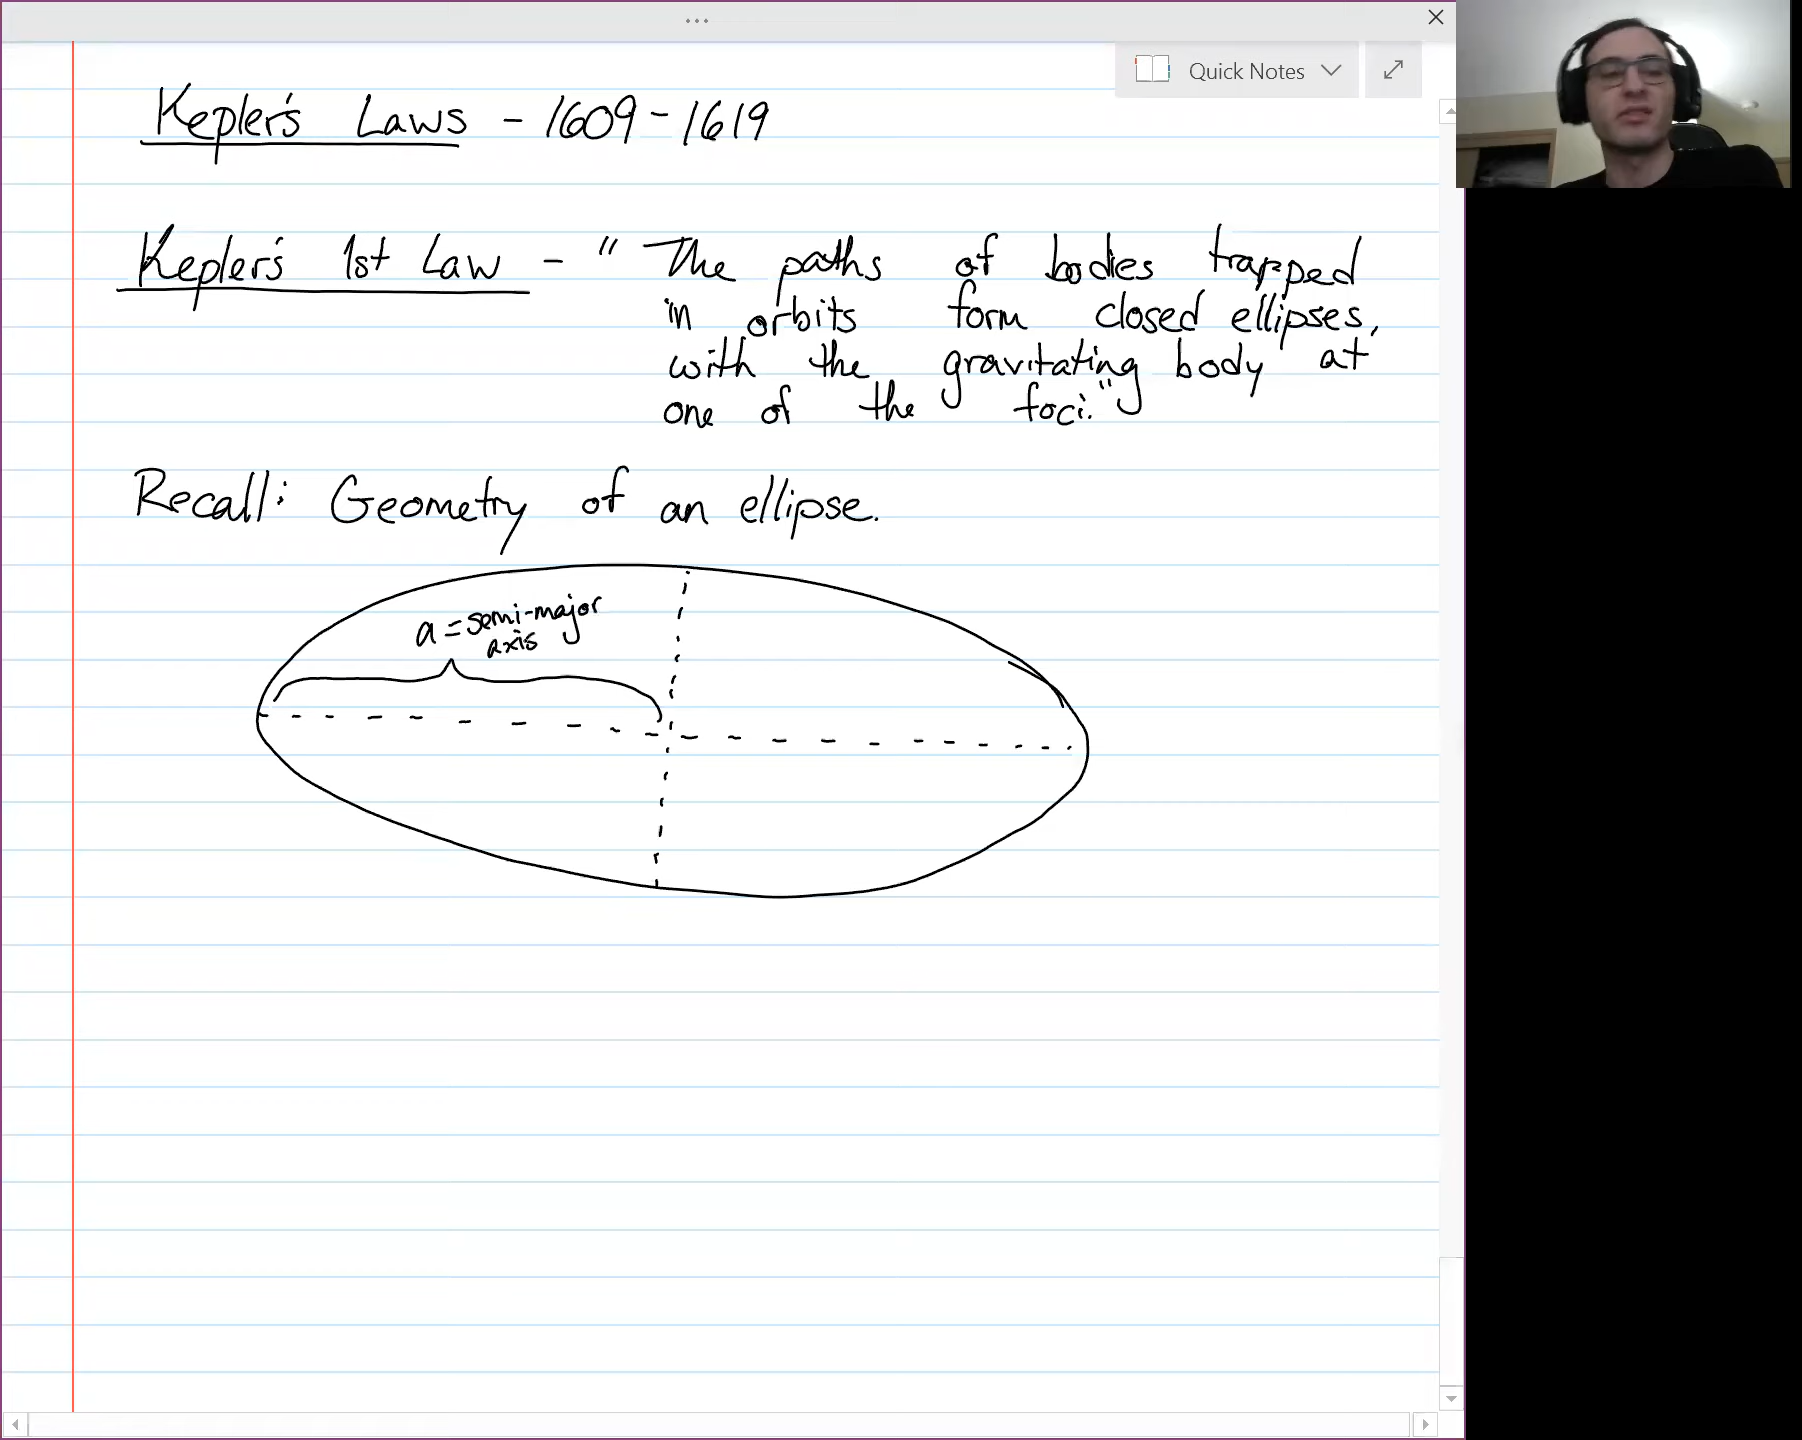 Quick Notes
Kepler's Laws - 1609-1619
Kepler's 1st Law - "The paths of bodies trapped
in orbits form closed ellipses,
with the gravitating body at
one of the foci."
Recall: Geometry of an ellipse.
a = semi-major
axis